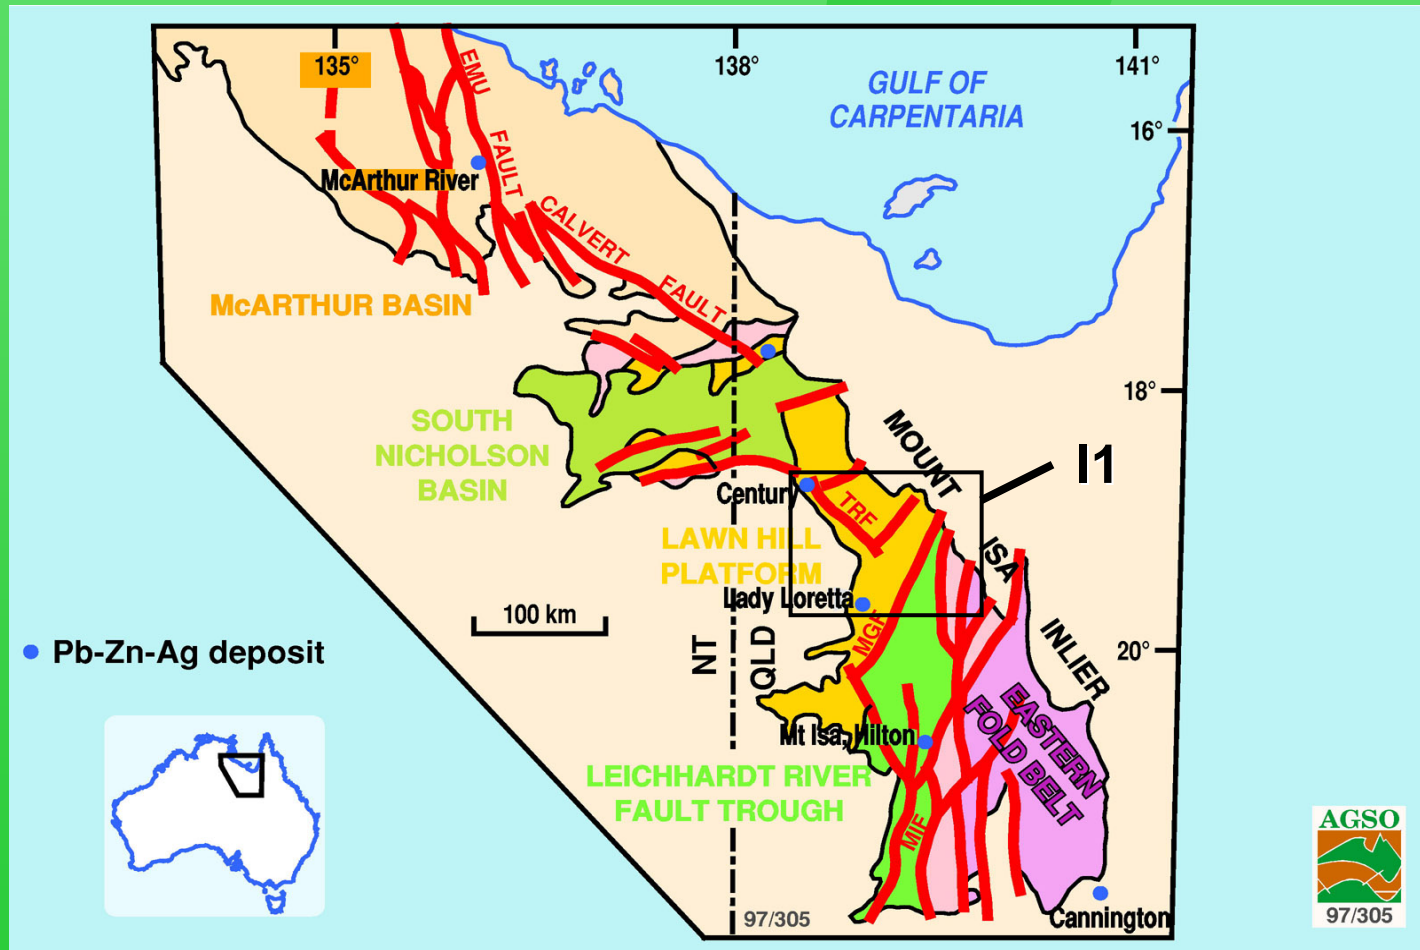 135°
138°
141°
GULF OF
CARPENTARIA
16°
EMU
FAULT
McArthur River
CALVERT
FAULT
McARTHUR BASIN
18°
SOUTH
NICHOLSON
BASIN
MOUNT
ISA
INLIER
I1
Century
TRF
LAWN HILL
PLATFORM
Lady Loretta
100 km
MGF
NT
QLD
20°
Pb-Zn-Ag deposit
EASTERN
FOLD BELT
Mt Isa, Hilton
LEICHHARDT RIVER
FAULT TROUGH
MIF
AGSO
97/305
Cannington
97/305